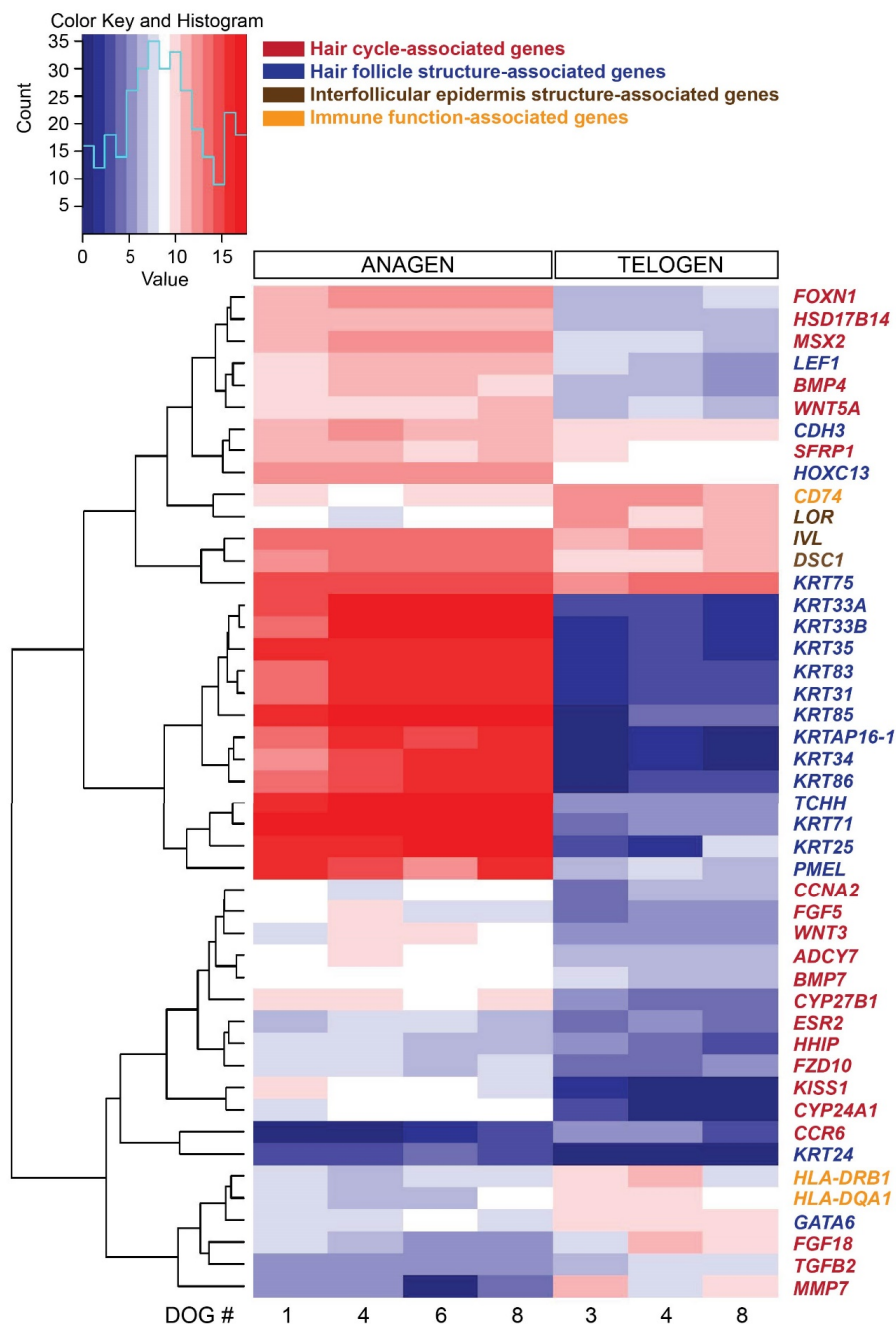 Color Key and Histogram
35
30
25
20
15
10
5
Count
0 5 10 15
Value
Hair cycle-associated genes
Hair follicle structure-associated genes
Interfollicular epidermis structure-associated genes
Immune function-associated genes
ANAGEN TELOGEN
FOXN1
HSD17B14
MSX2
LEF1
BMP4
WNT5A
CDH3
SFRP1
HOXC13
CD74
LOR
IVL
DSC1
KRT75
KRT33A
KRT33B
KRT35
KRT83
KRT31
KRT85
KRTAP16-1
KRT34
KRT86
TCHH
KRT71
KRT25
PMEL
CCNA2
FGF5
WNT3
ADCY7
BMP7
CYP27B1
ESR2
HHIP
FZD10
KISS1
CYP24A1
CCR6
KRT24
HLA-DRB1
HLA-DQA1
GATA6
FGF18
TGFB2
MMP7
DOG # 1 4 6 8 3 4 8